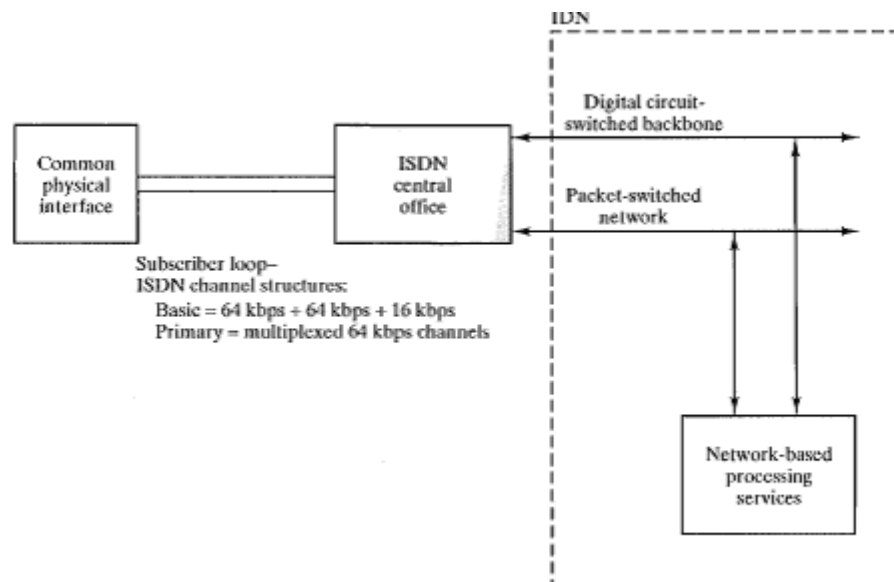 IDN
Digital circuit-
switched backbone
Common
physical
interface
ISDN
central
office
Packet-switched
network
Subscriber loop–
ISDN channel structures:
Basic = 64 kbps + 64 kbps + 16 kbps
Primary = multiplexed 64 kbps channels
Network-based
processing
services